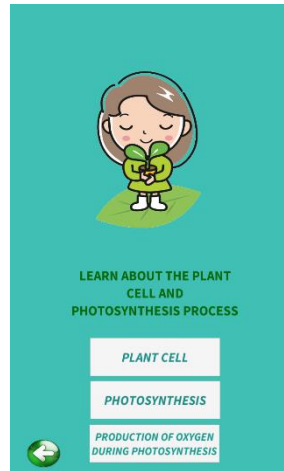 LEARN ABOUT THE PLANT
CELL AND
PHOTOSYNTHESIS PROCESS
PLANT CELL
PHOTOSYNTHESIS
PRODUCTION OF OXYGEN
DURING PHOTOSYNTHESIS